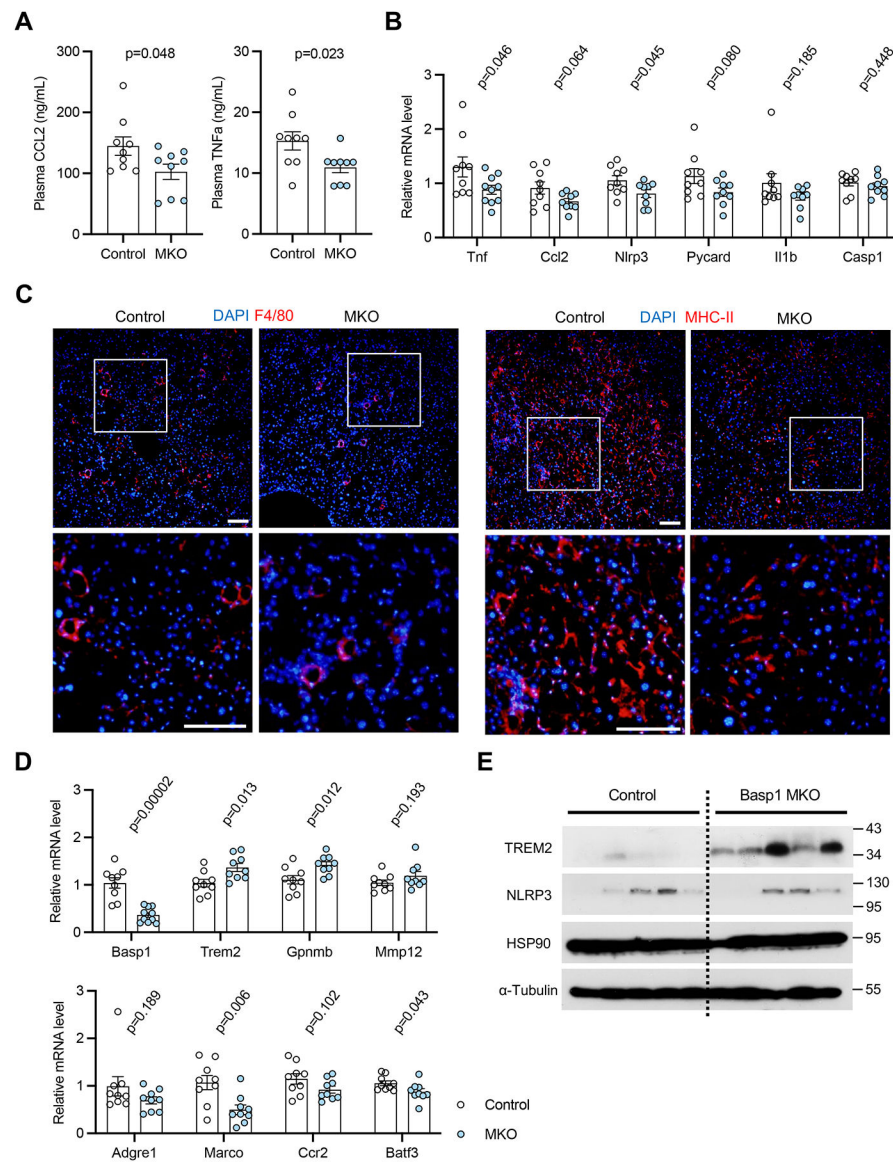 A
300
200
100
0
Plasma CCL2 (ng/mL)
p=0.048
Control MKO
30
20
10
0
Plasma TNFa (ng/mL)
p=0.023
Control MKO
B
3
2
1
0
Relative mRNA level
p=0.046
p=0.064
p=0.045
p=0.080
p=0.185
p=0.448
Tnf Ccl2 Nlrp3 Pycard Il1b Casp1
C
Control DAPI F4/80 MKO
Control DAPI MHC-II MKO
D
3
2
1
0
Relative mRNA level
p=0.00002
p=0.013
p=0.012
p=0.193
Basp1 Trem2 Gpnmb Mmp12
3
2
1
0
Relative mRNA level
p=0.189
p=0.006
p=0.102
p=0.043
Adgre1 Marco Ccr2 Batf3
Control
MKO
E
Control Basp1 MKO
TREM2
43
34
NLRP3
130
95
HSP90
95
α-Tubulin
55